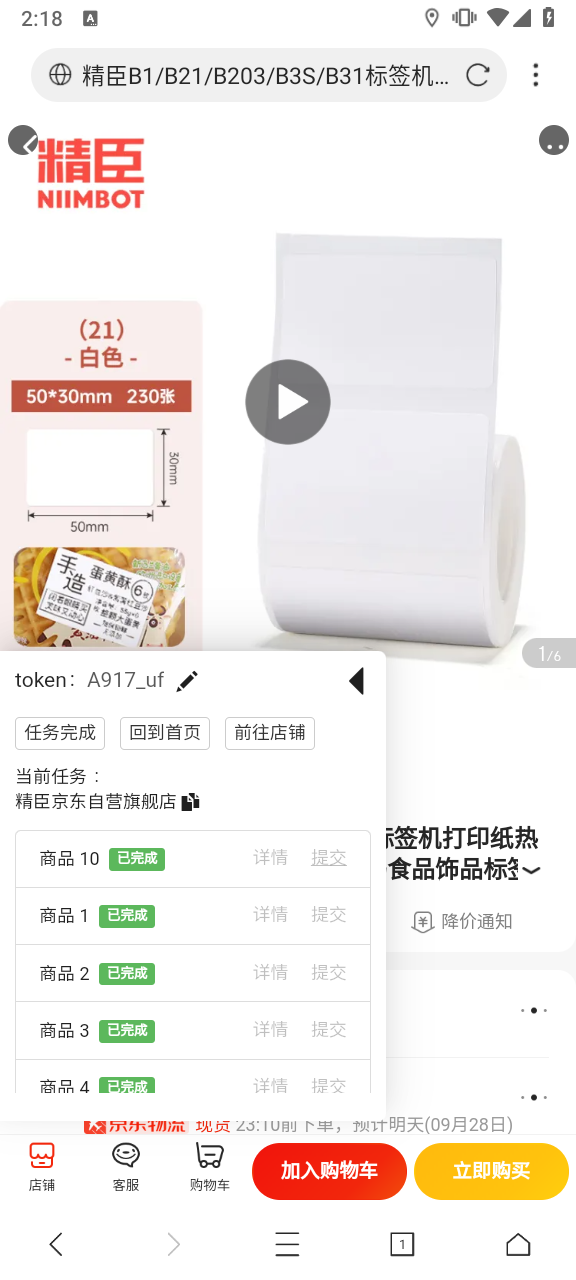 2:18
A
精臣B1/B21/B203/B3S/B31标签机...
精臣
NIIMBOT
（21）
- 白色 -
50*30mm 230张
30mm
50mm
手造
蛋黄酥
6枚
1/6
token： A917_uf
任务完成 回到首页 前往店铺
当前任务：
精臣京东自营旗舰店
商品 10 已完成 详情 提交
商品 1 已完成 详情 提交
商品 2 已完成 详情 提交
商品 3 已完成 详情 提交
商品 4 已完成 详情 提交
标签机打印纸热
食品饰品标签
降价通知
京东物流 现货 23:10前下单，预计明天(09月28日)
店铺 客服 购物车 加入购物车 立即购买
1